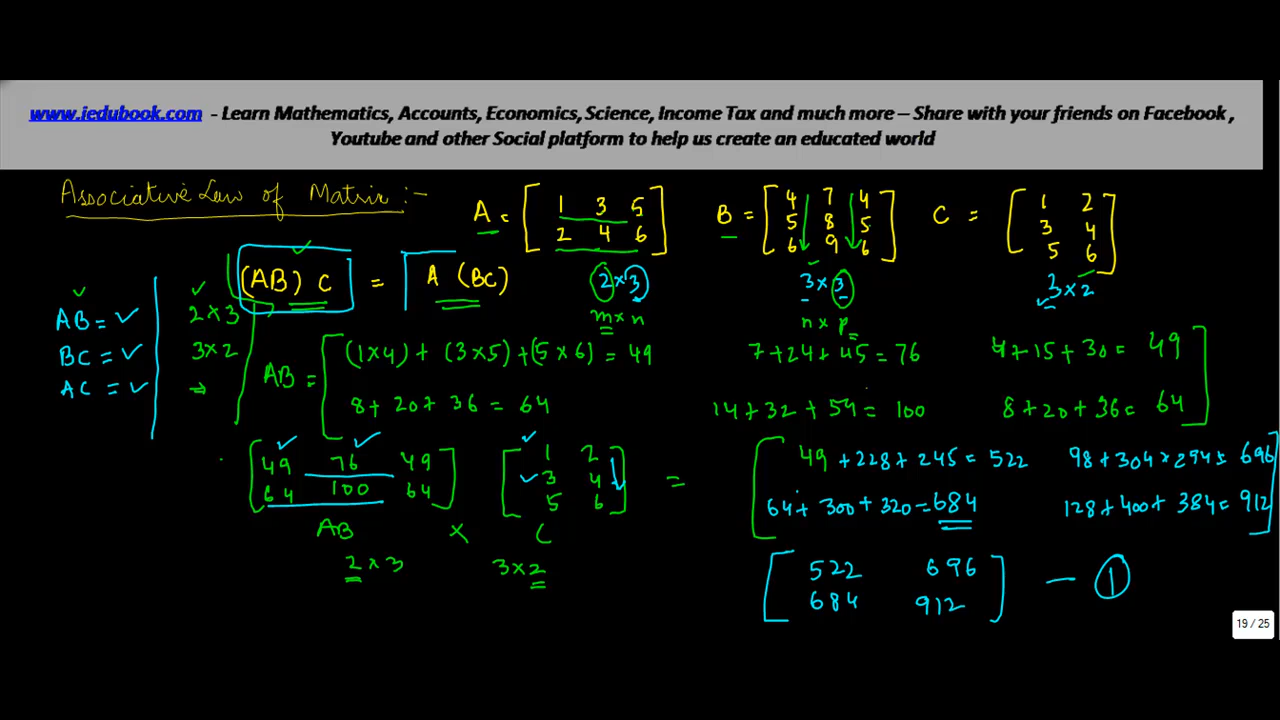 www.iedubook.com - Learn Mathematics, Accounts, Economics, Science, Income Tax and much more – Share with your friends on Facebook,
Youtube and other Social platform to help us create an educated world
Associative Law of Matrix :-
A = [ 1 3 5
2 4 6 ]
2×3
m×n
B = [ 4 7 4
5 8 5
6 9 6 ]
3×3
n×p
C = [ 1 2
3 4
5 6 ]
3×2
(AB) C = A (BC)
AB = ✓
BC = ✓
AC = ✓
✓
2×3
3×2
⇒
AB = [ (1×4) + (3×5) + (5×6) = 49 7+24+45 = 76 4+15+30 = 49
8+20+36 = 64 14+32+54 = 100 8+20+36 = 64 ]
[ 49 76 49 [ 1 2 = [ 49+228+245 = 522 98+304+294 = 696
64 100 64 ] 3 4 64+300+320 = 684 128+400+384 = 912 ]
5 6 ]
AB × C
2×3 3×2
[ 522 696
684 912 ] — ①
19 / 25